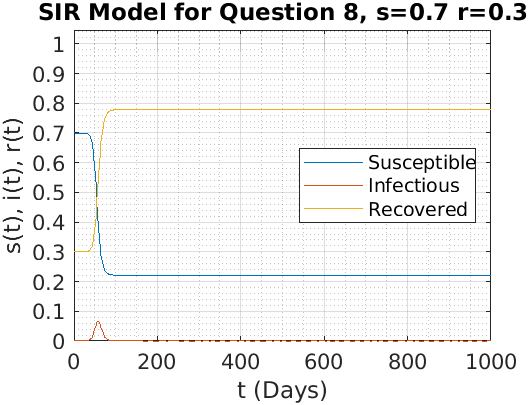 SIR Model for Question 8, s=0.7 r=0.3
s(t), i(t), r(t)
1
0.9
0.8
0.7
0.6
0.5
0.4
0.3
0.2
0.1
0
Susceptible
Infectious
Recovered
0 200 400 600 800 1000
t (Days)